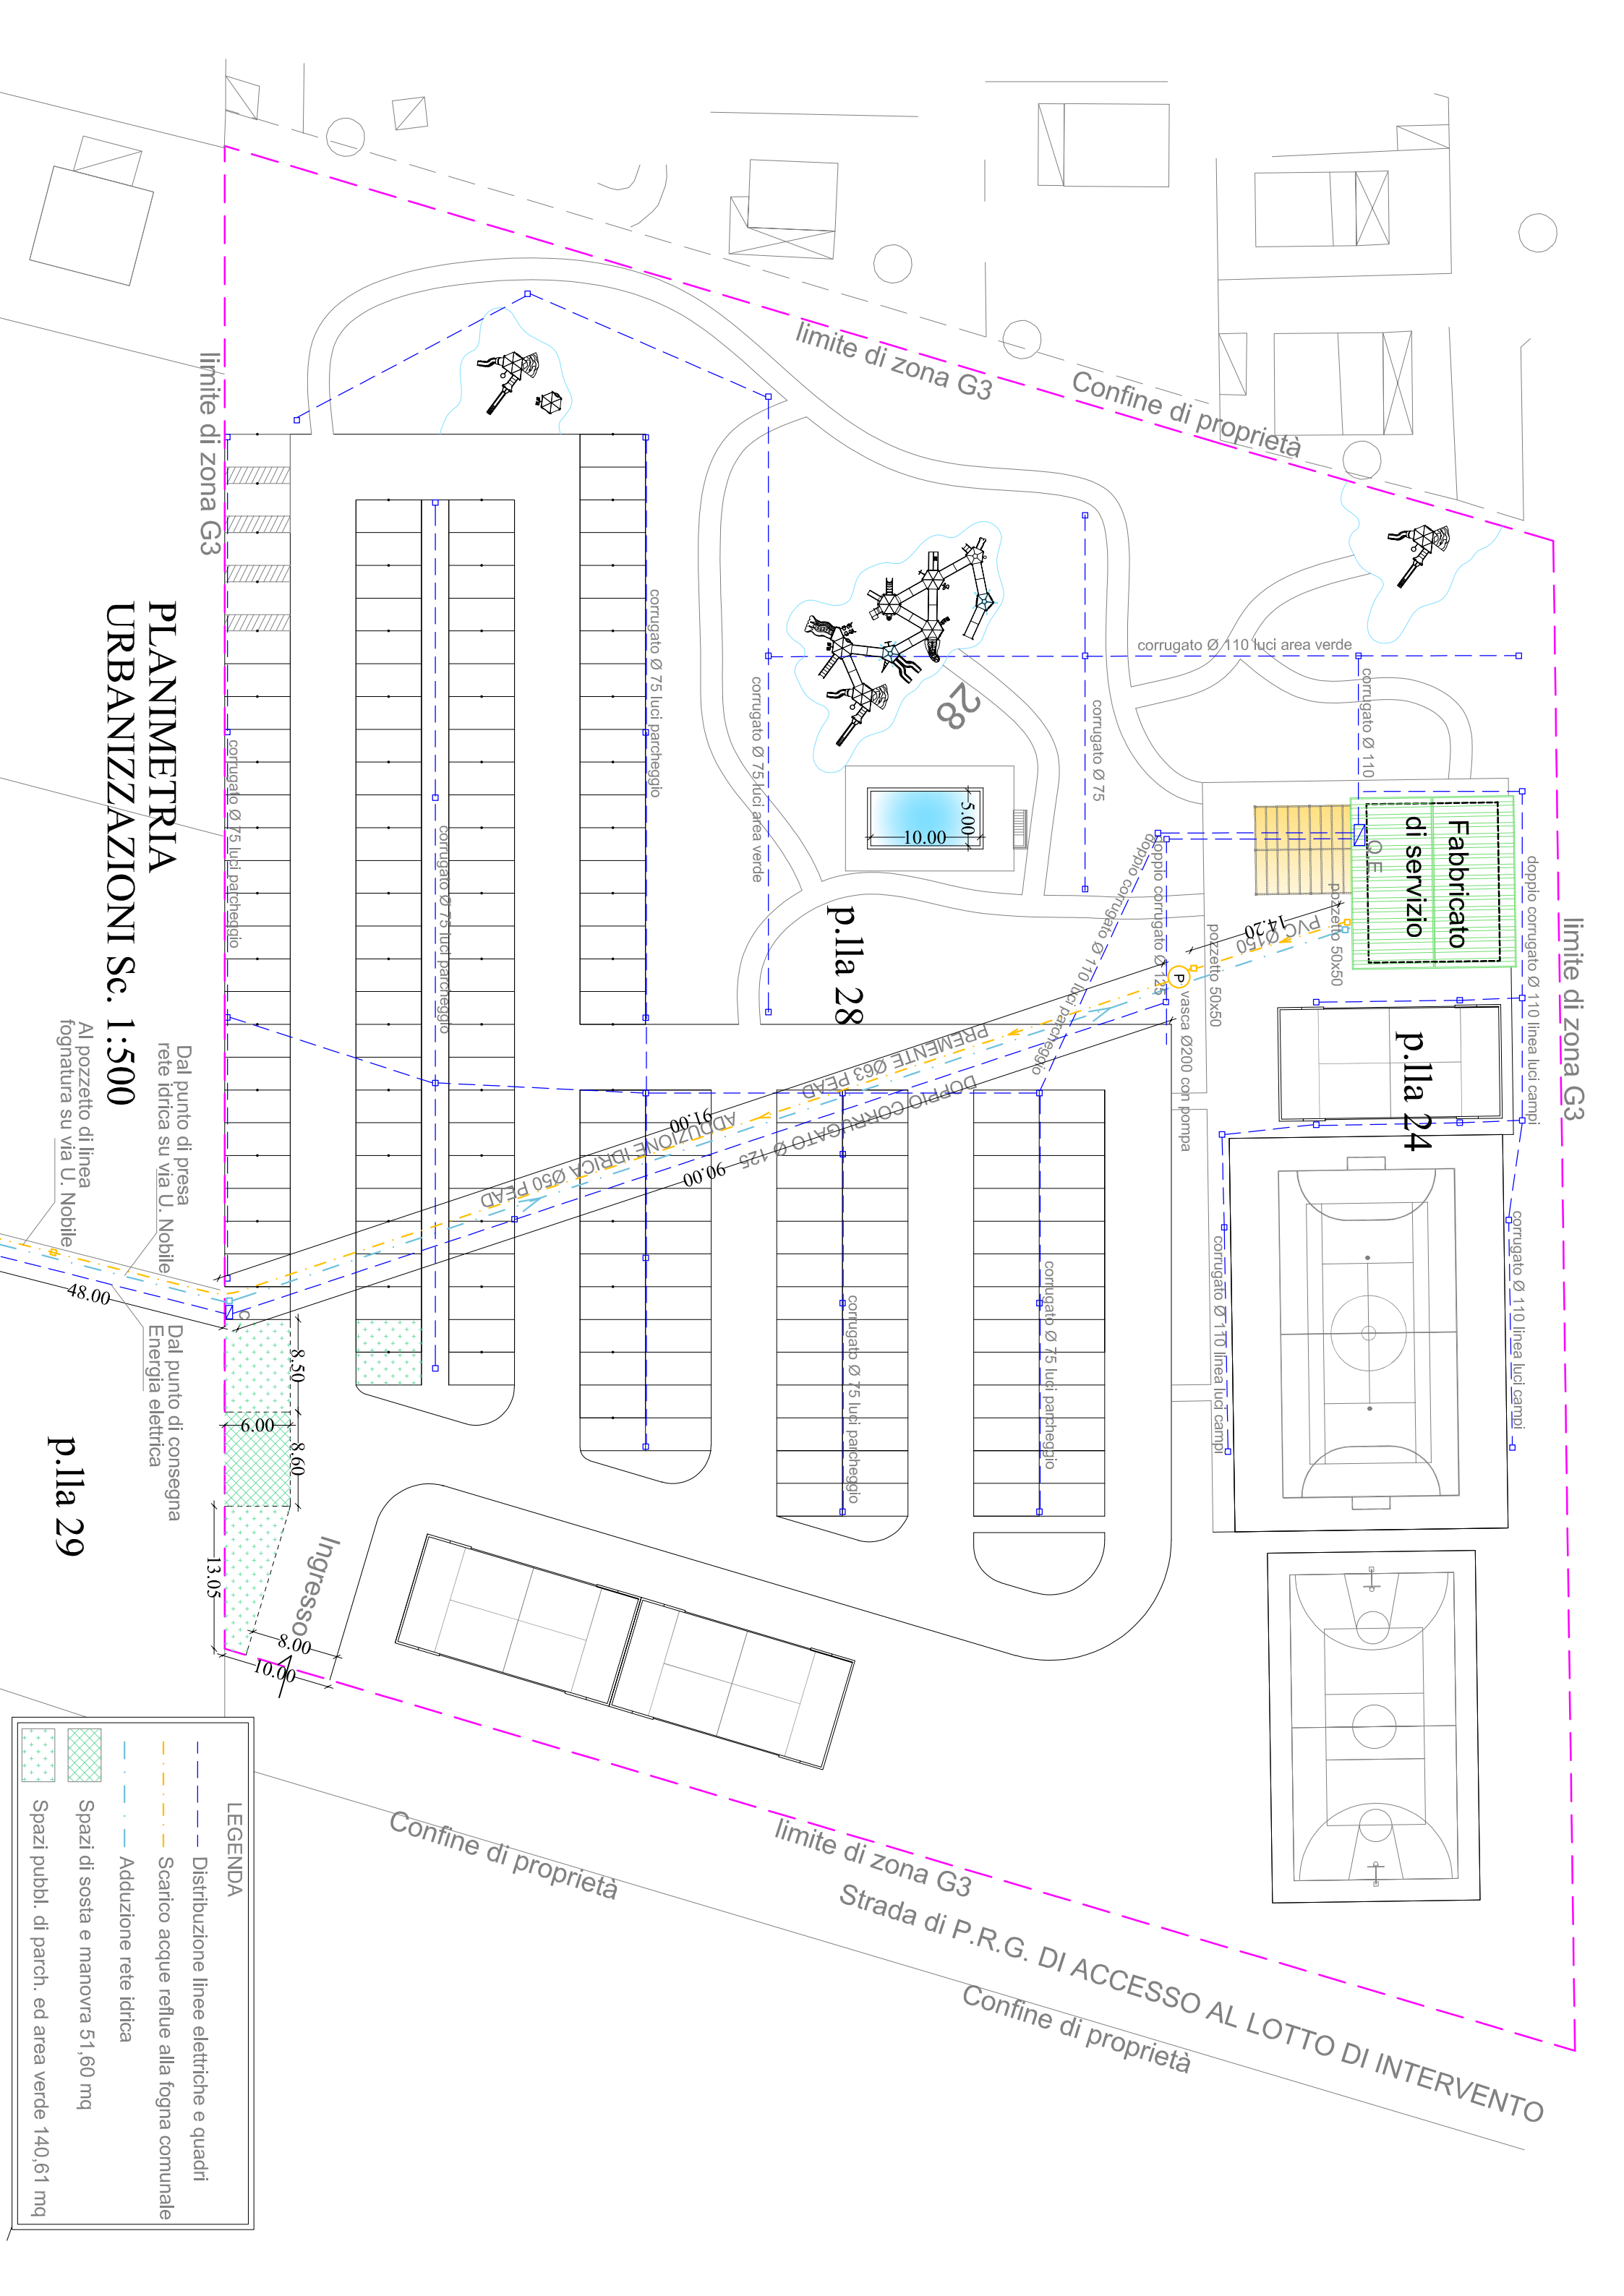 limite di zona G3
doppio corrugato Ø 110 linea luci campi
corrugato Ø 110 linea luci campi
Fabbricato
di servizio
Q.E.
p.lla 24
Confine di proprietà
limite di zona G3
corrugato Ø 110 luci area verde
corrugato Ø 110
pozzetto 50x50
PVC Ø150
14.20
pozzetto 50x50
P
vasca Ø200 con pompa
corrugato Ø 110 linea luci campi
doppio corrugato Ø 125
doppio corrugato Ø 110 luci parcheggio
corrugato Ø 75
28
5.00
10.00
p.lla 28
corrugato Ø 75 luci area verde
PREMENTE Ø63 PEAD
DOPPIO CORRUGATO Ø 125
ADDUZIONE IDRICA Ø50 PEAD
91.00
90.00
corrugato Ø 75 luci parcheggio
corrugato Ø 75 luci parcheggio
corrugato Ø 75 luci parcheggio
corrugato Ø 75 luci parcheggio
corrugato Ø 75 luci parcheggio
limite di zona G3
PLANIMETRIA
URBANIZZAZIONI Sc. 1:500
Dal punto di presa
rete idrica su via U. Nobile
Al pozzetto di linea
fognatura su via U. Nobile
48.00
Dal punto di consegna
Energia elettrica
p.lla 29
8.50
8.60
6.00
13.05
8.00
10.00
Ingresso
Confine di proprietà
limite di zona G3
Strada di P.R.G. DI ACCESSO AL LOTTO DI INTERVENTO
Confine di proprietà
LEGENDA
Distribuzione linee elettriche e quadri
Scarico acque reflue alla fogna comunale
Adduzione rete idrica
Spazi di sosta e manovra 51,60 mq
Spazi pubbl. di parch. ed area verde 140,61 mq